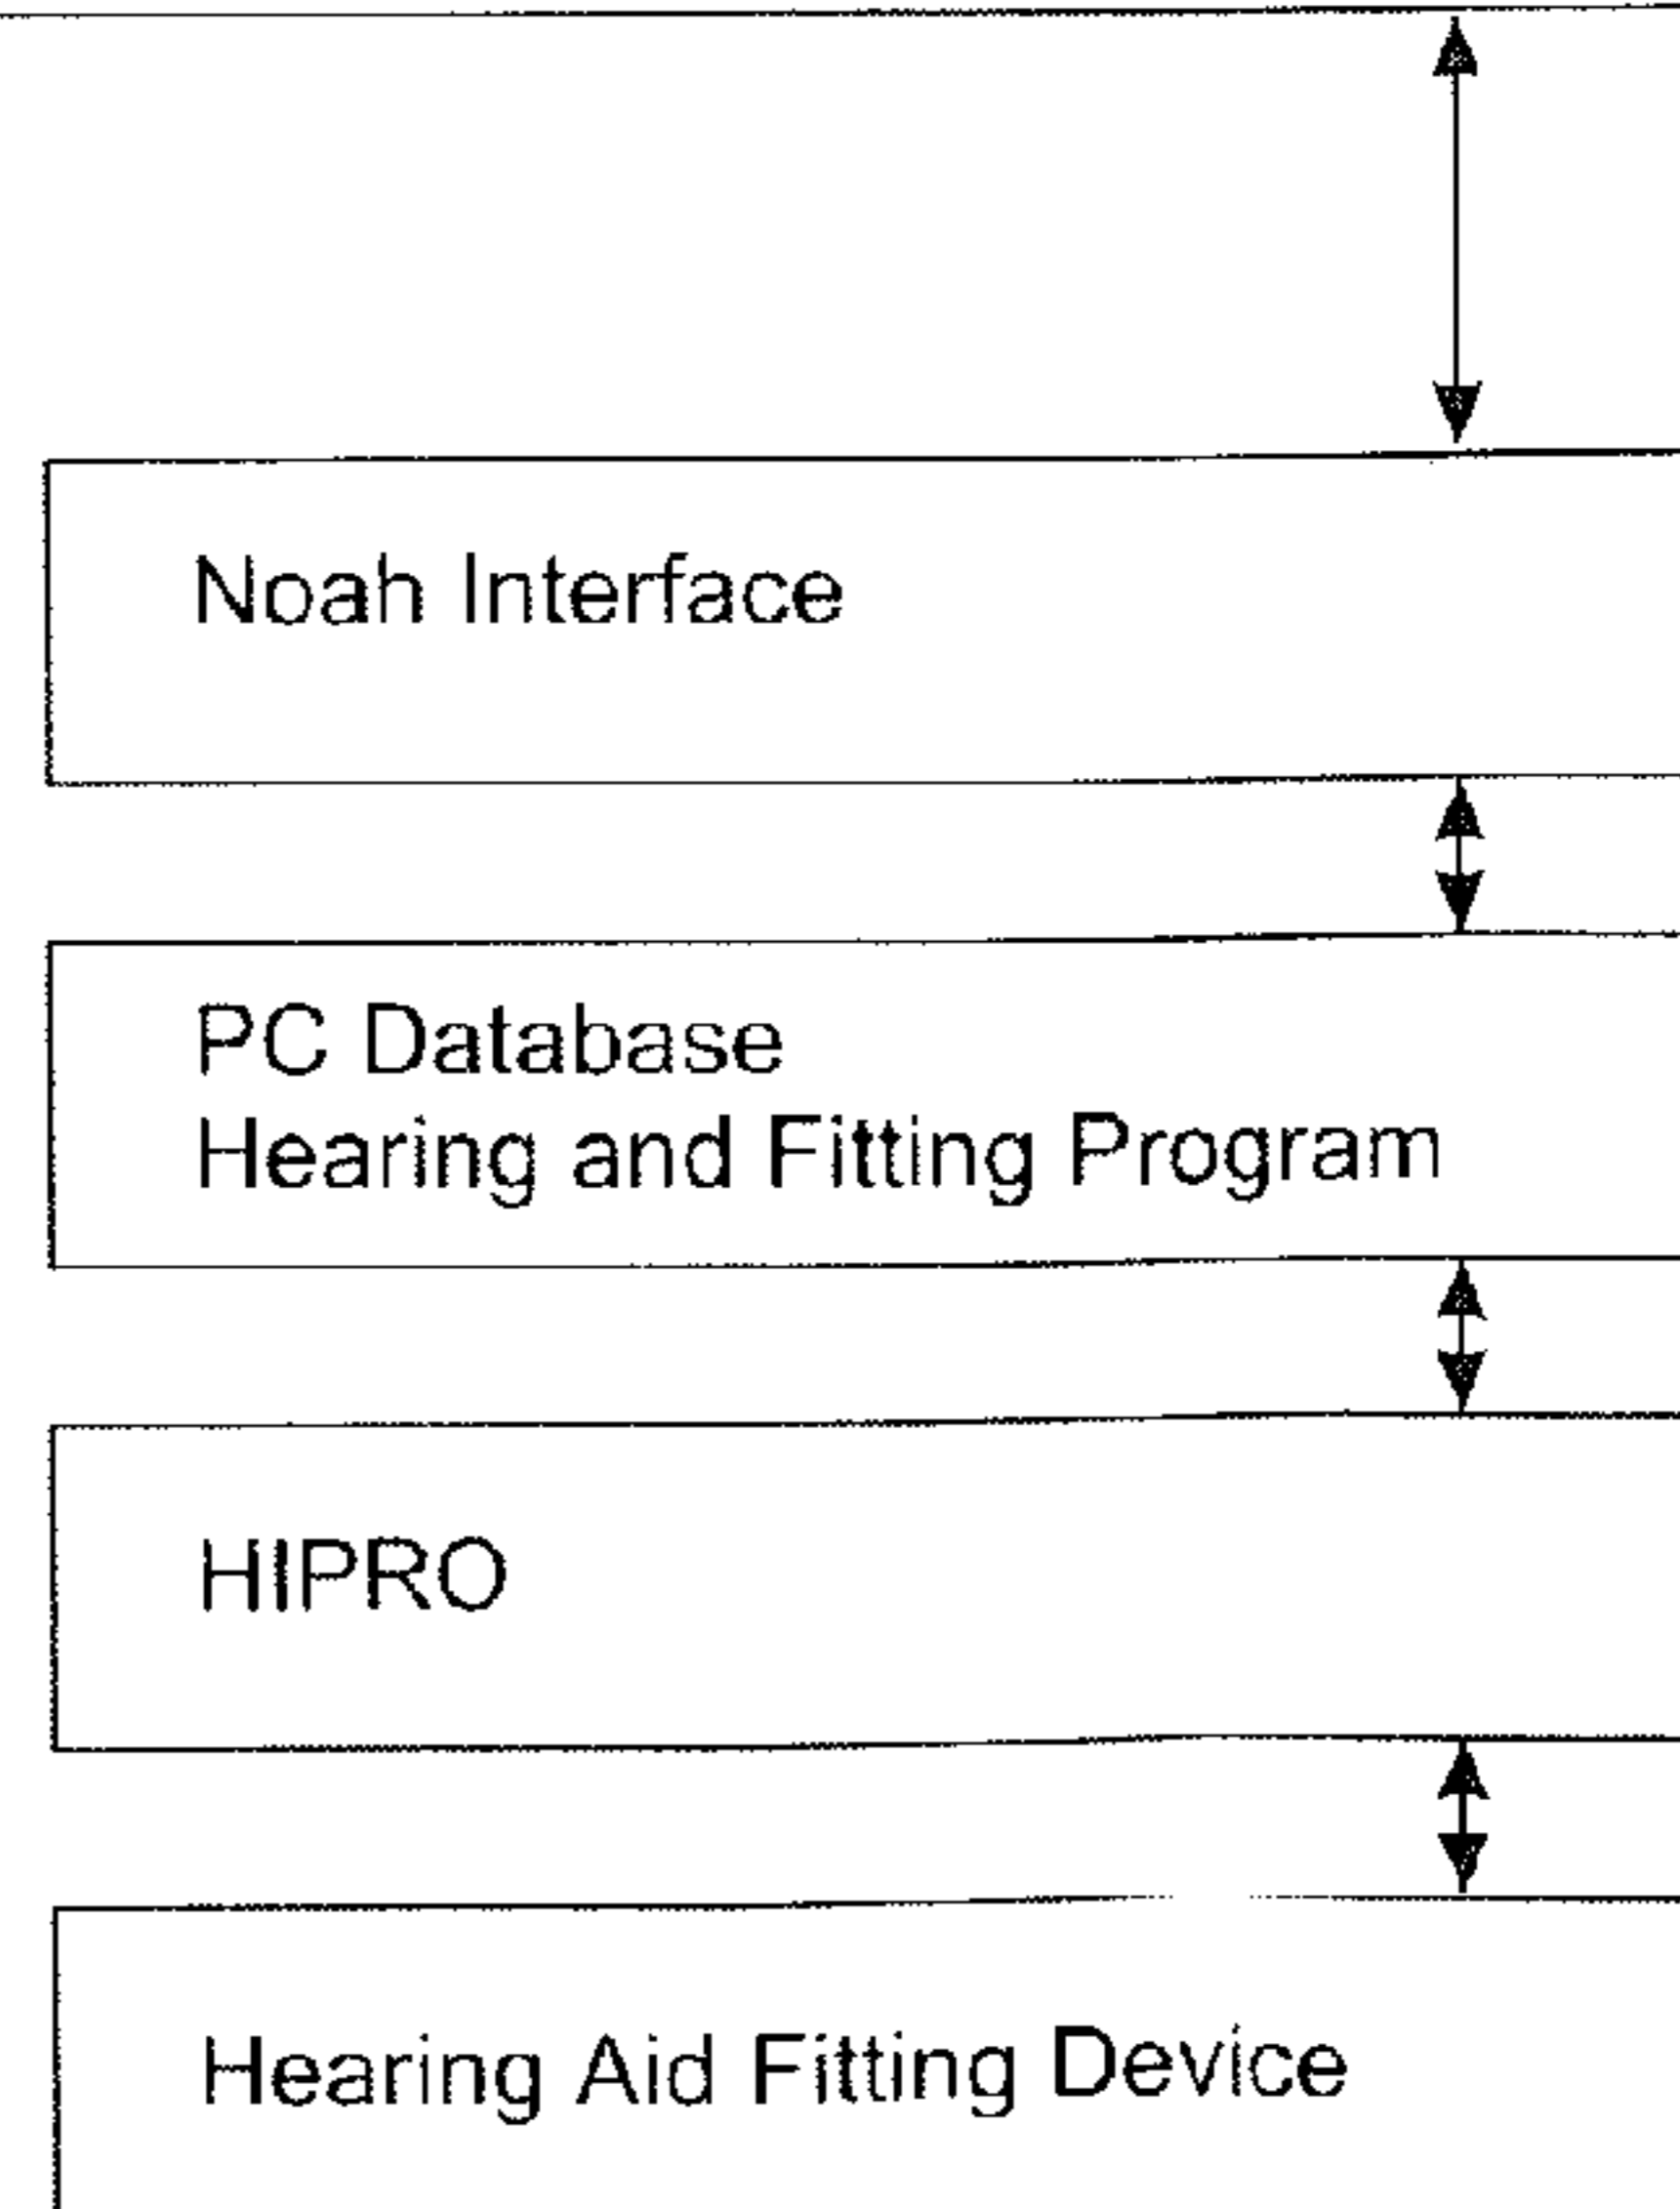 Noah Interface
PC Database
Hearing and Fitting Program
HIPRO
Hearing Aid Fitting Device